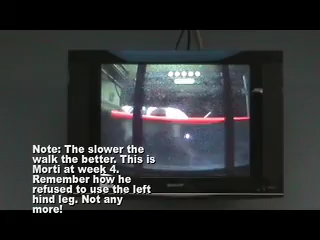 Note: The slower the
walk the better. This is
Morti at week 4.
Remember how he
refused to use the left
hind leg. Not any
more!